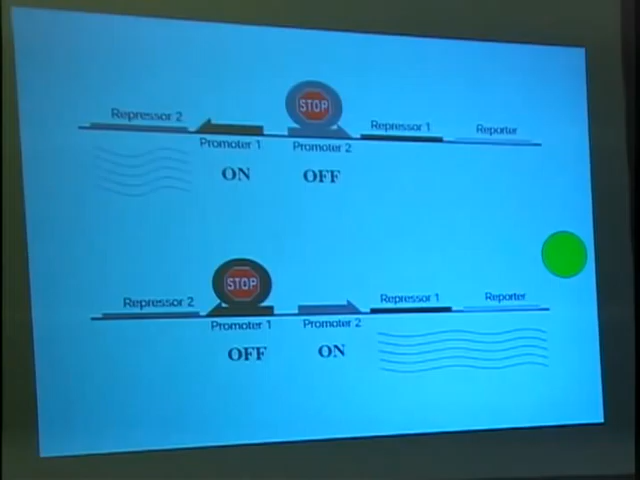 Repressor 2
STOP
Repressor 1
Reporter
Promoter 1
Promoter 2
ON
OFF
Repressor 2
STOP
Repressor 1
Reporter
Promoter 1
Promoter 2
OFF
ON